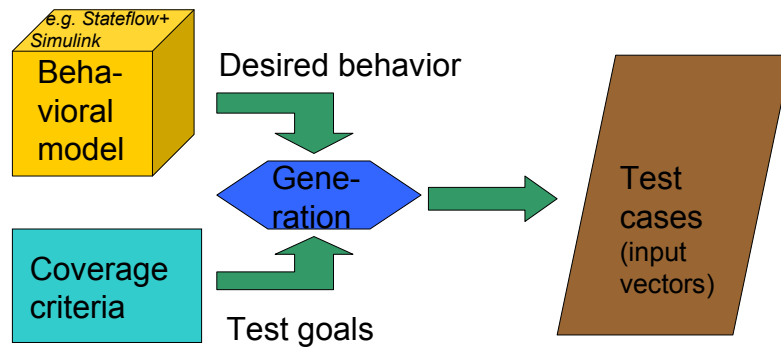 e.g. Stateflow+
Simulink
Beha-
vioral
model
Desired behavior
Gene-
ration
Coverage
criteria
Test goals
Test
cases
(input
vectors)